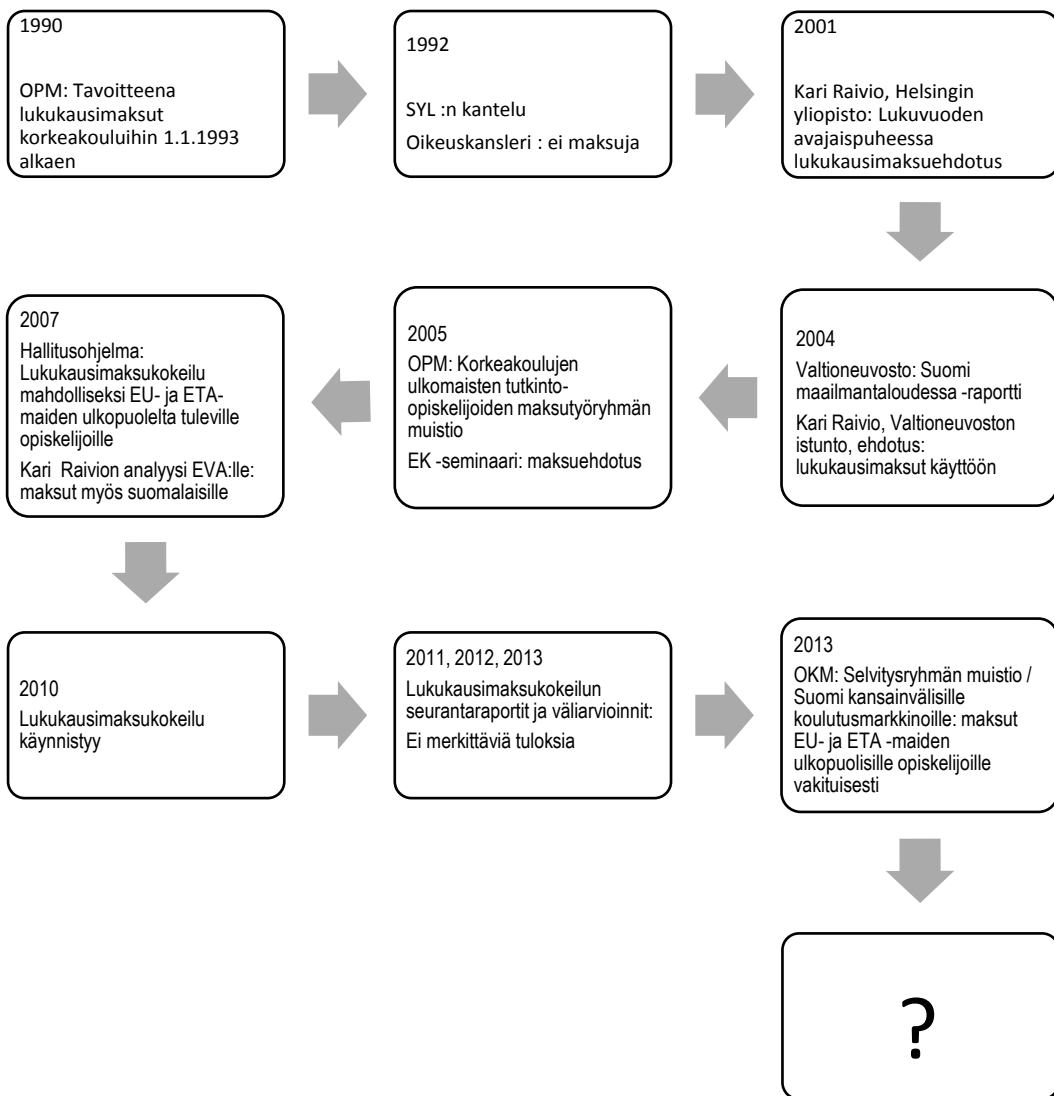 1990
OPM: Tavoitteena
lukukausimaksut
korkeakouluihin 1.1.1993
alkaen
1992
SYL :n kantelu
Oikeuskansleri : ei maksuja
2001
Kari Raivio, Helsingin
yliopisto: Lukuvuoden
avajaispuheessa
lukukausimaksuehdotus
2004
Valtioneuvosto: Suomi
maailmantaloudessa -raportti
Kari Raivio, Valtioneuvoston
istunto, ehdotus:
lukukausimaksut käyttöön
2005
OPM: Korkeakoulujen
ulkomaisten tutkinto-
opiskelijoiden maksutyöryhmän
muistio
EK -seminaari: maksuehdotus
2007
Hallitusohjelma:
Lukukausimaksukokeilu
mahdolliseksi EU- ja ETA-
maiden ulkopuolelta tuleville
opiskelijoille
Kari Raivion analyysi EVA:lle:
maksut myös suomalaisille
2010
Lukukausimaksukokeilu
käynnistyy
2011, 2012, 2013
Lukukausimaksukokeilun
seurantaraportit ja väliarvioinnit:
Ei merkittäviä tuloksia
2013
OKM: Selvitysryhmän muistio /
Suomi kansainvälisille
koulutusmarkkinoille: maksut
EU- ja ETA -maiden
ulkopuolisille opiskelijoille
vakituisesti
?